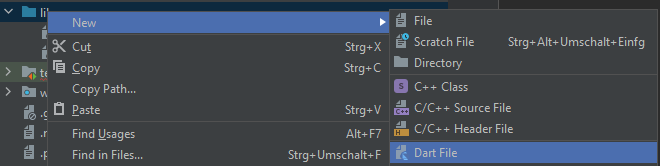 lib
New
Cut Strg+X
Copy Strg+C
Copy Path...
Paste Strg+V
Find Usages Alt+F7
Find in Files... Strg+Umschalt+F
File
Scratch File Strg+Alt+Umschalt+Einfg
Directory
C++ Class
C/C++ Source File
C/C++ Header File
Dart File